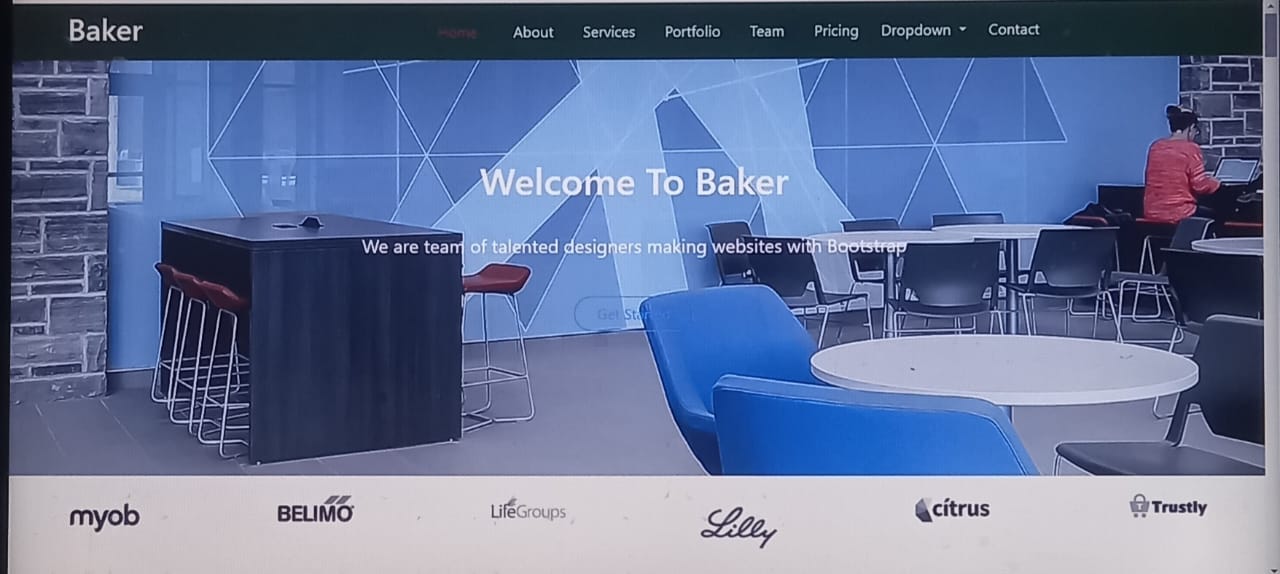 Baker
Home About Services Portfolio Team Pricing Dropdown Contact
Welcome To Baker
We are team of talented designers making websites with Bootstrap
Get Started
myob BELIMO LifeGroups Lilly citrus Trustly